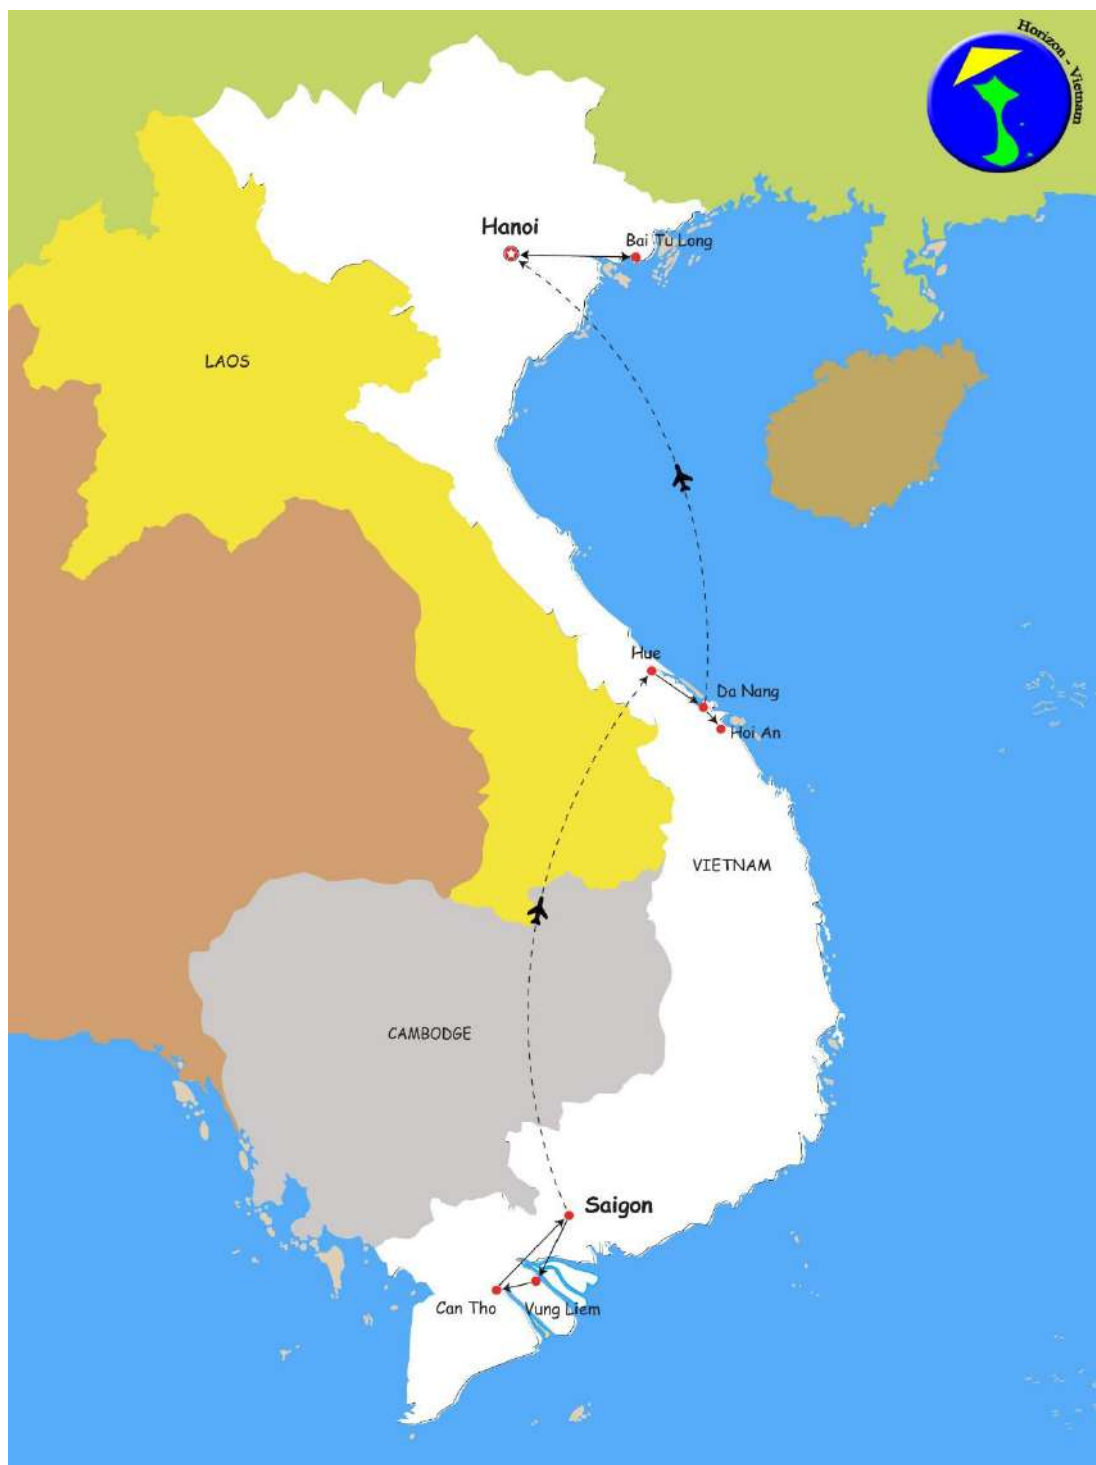 Horizon - Vietnam
Hanoi
Bai Tu Long
LAOS
Hue
Da Nang
Hoi An
VIETNAM
CAMBODGE
Saigon
Can Tho
Vung Liem